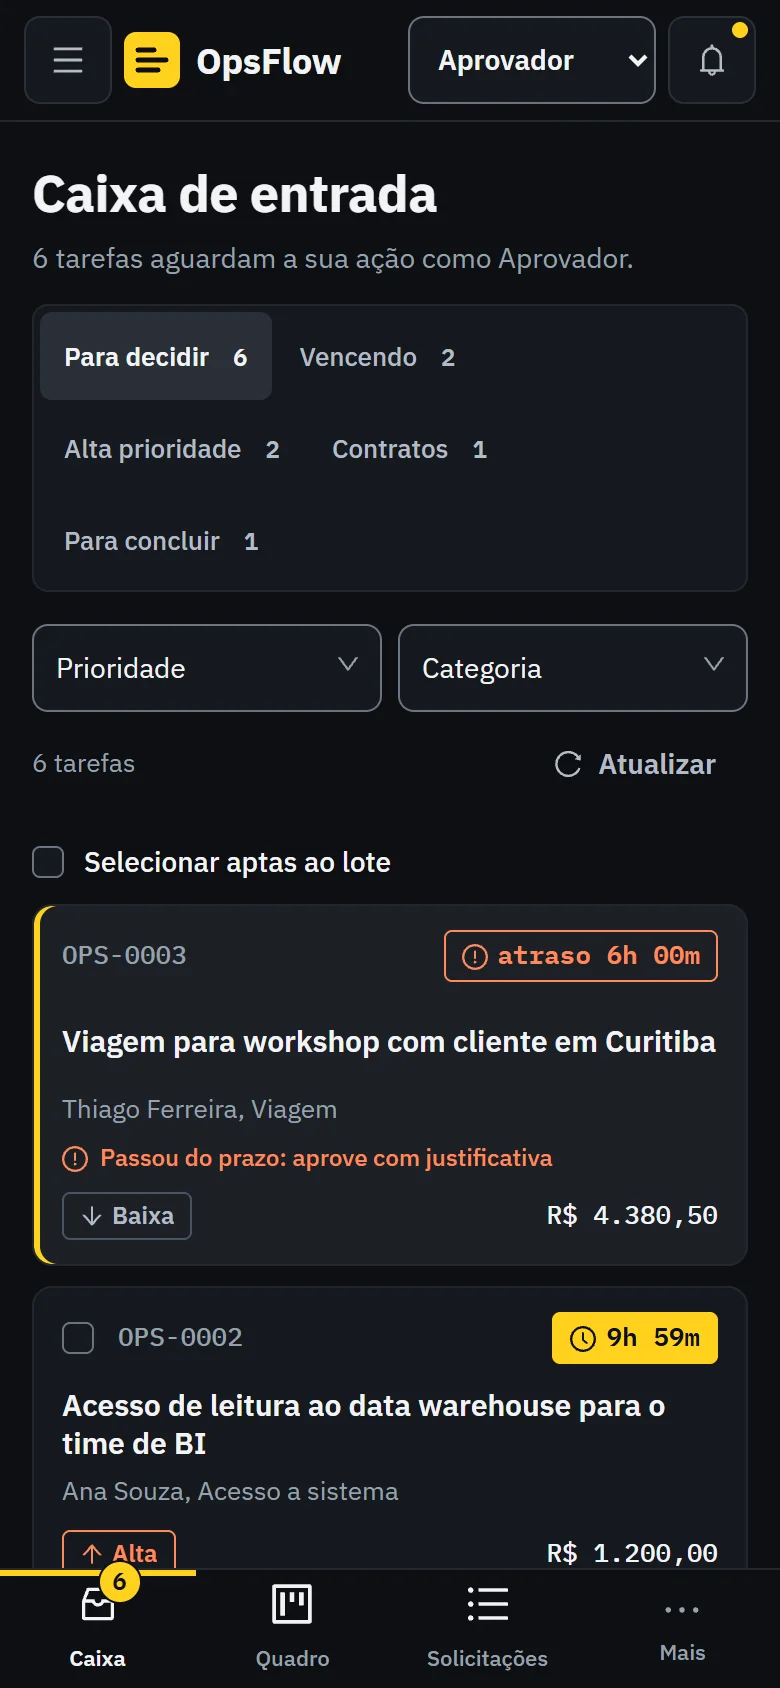 OpsFlow
Aprovador
Caixa de entrada
6 tarefas aguardam a sua ação como Aprovador.
Para decidir 6
Vencendo 2
Alta prioridade 2
Contratos 1
Para concluir 1
Prioridade
Categoria
6 tarefas
Atualizar
Selecionar aptas ao lote
OPS-0003
atraso 6h 00m
Viagem para workshop com cliente em Curitiba
Thiago Ferreira, Viagem
Passou do prazo: aprove com justificativa
Baixa
R$ 4.380,50
OPS-0002
9h 59m
Acesso de leitura ao data warehouse para o
time de BI
Ana Souza, Acesso a sistema
Alta
R$ 1.200,00
6
Caixa
Quadro
Solicitações
Mais